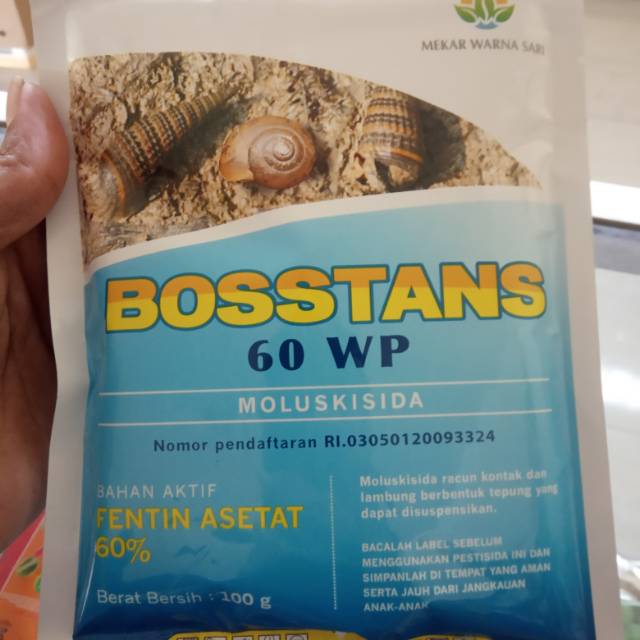 MEKAR WARNA SARI
BOSSTANS
60 WP
MOLUSKISIDA
Nomor pendaftaran RI.03050120093324
BAHAN AKTIF
FENTIN ASETAT
60%
Berat Bersih : 100 g
Moluskisida racun kontak dan
lambung berbentuk tepung yang
dapat disuspensikan.
BACALAH LABEL SEBELUM
MENGGUNAKAN PESTISIDA INI DAN
SIMPANLAH DI TEMPAT YANG AMAN
SERTA JAUH DARI JANGKAUAN
ANAK-ANAK